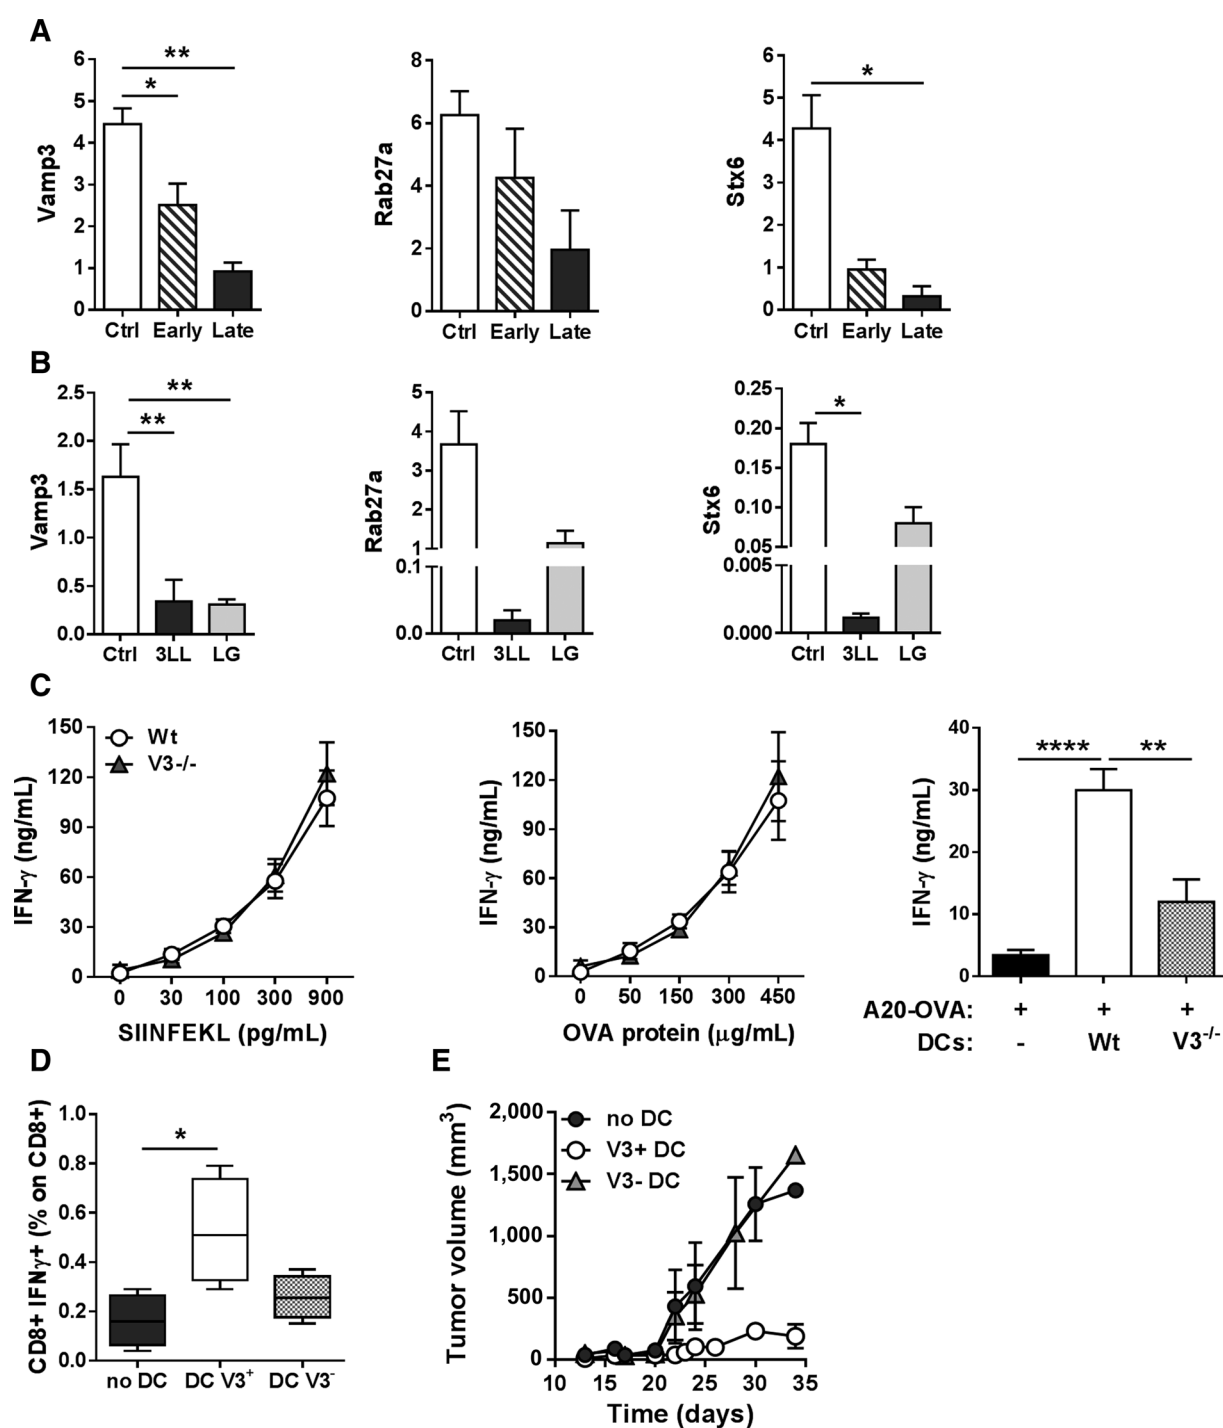 A
Vamp3
6
5
4
3
2
1
0
**
*
Ctrl Early Late
Rab27a
8
6
4
2
0
Ctrl Early Late
Stx6
6
5
4
3
2
1
0
*
Ctrl Early Late
B
Vamp3
2.5
2.0
1.5
1.0
0.5
0.0
**
**
Ctrl 3LL LG
Rab27a
5
4
3
2
1
0.1
0.0
Ctrl 3LL LG
Stx6
0.25
0.20
0.15
0.10
0.05
0.005
0.000
*
Ctrl 3LL LG
C
IFN-γ (ng/mL)
150
120
90
60
30
0
Wt
V3-/-
0 30 100 300 900
SIINFEKL (pg/mL)
IFN-γ (ng/mL)
150
120
90
60
30
0
0 50 150 300 450
OVA protein (μg/mL)
IFN-γ (ng/mL)
40
30
20
10
0
**** **
A20-OVA: + + +
DCs: - Wt V3-/-
D
CD8+ IFNγ+ (% on CD8+)
1.0
0.8
0.6
0.4
0.2
0.0
*
no DC DC V3+ DC V3-
E
Tumor volume (mm3)
2,000
1,500
1,000
500
0
no DC
V3+ DC
V3- DC
10 15 20 25 30 35
Time (days)